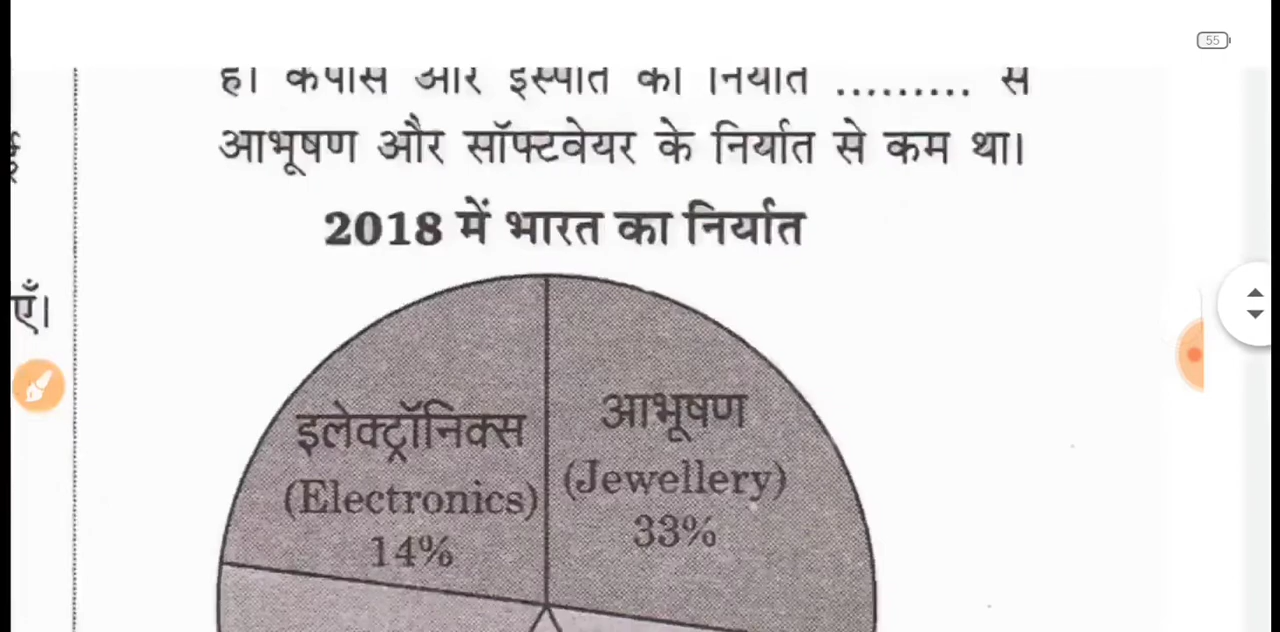 55
है। कपास और इस्पात का निर्यात ......... से
आभूषण और सॉफ्टवेयर के निर्यात से कम था।
2018 में भारत का निर्यात
एँ।
इलेक्ट्रॉनिक्स
(Electronics)
14%
आभूषण
(Jewellery)
33%